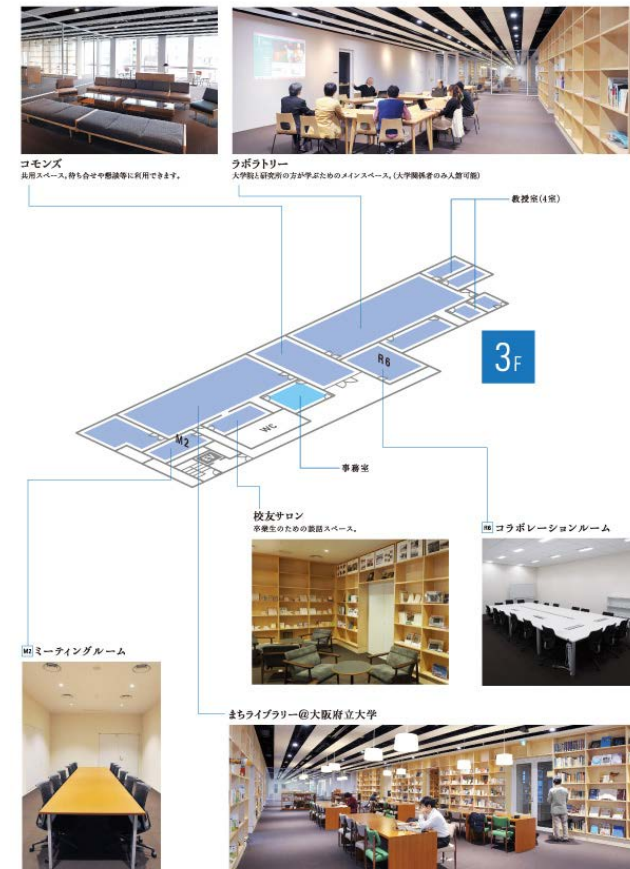 コモンズ
共用スペース。待ち合せや懇談等に利用できます。
ラボラトリー
大学院と研究所の方が学ぶためのメインスペース。(大学関係者のみ入館可能)
教授室(4室)
3F
R6
M2
WC
事務室
校友サロン
卒業生のための談話スペース。
R6 コラボレーションルーム
M2 ミーティングルーム
まちライブラリー@大阪府立大学